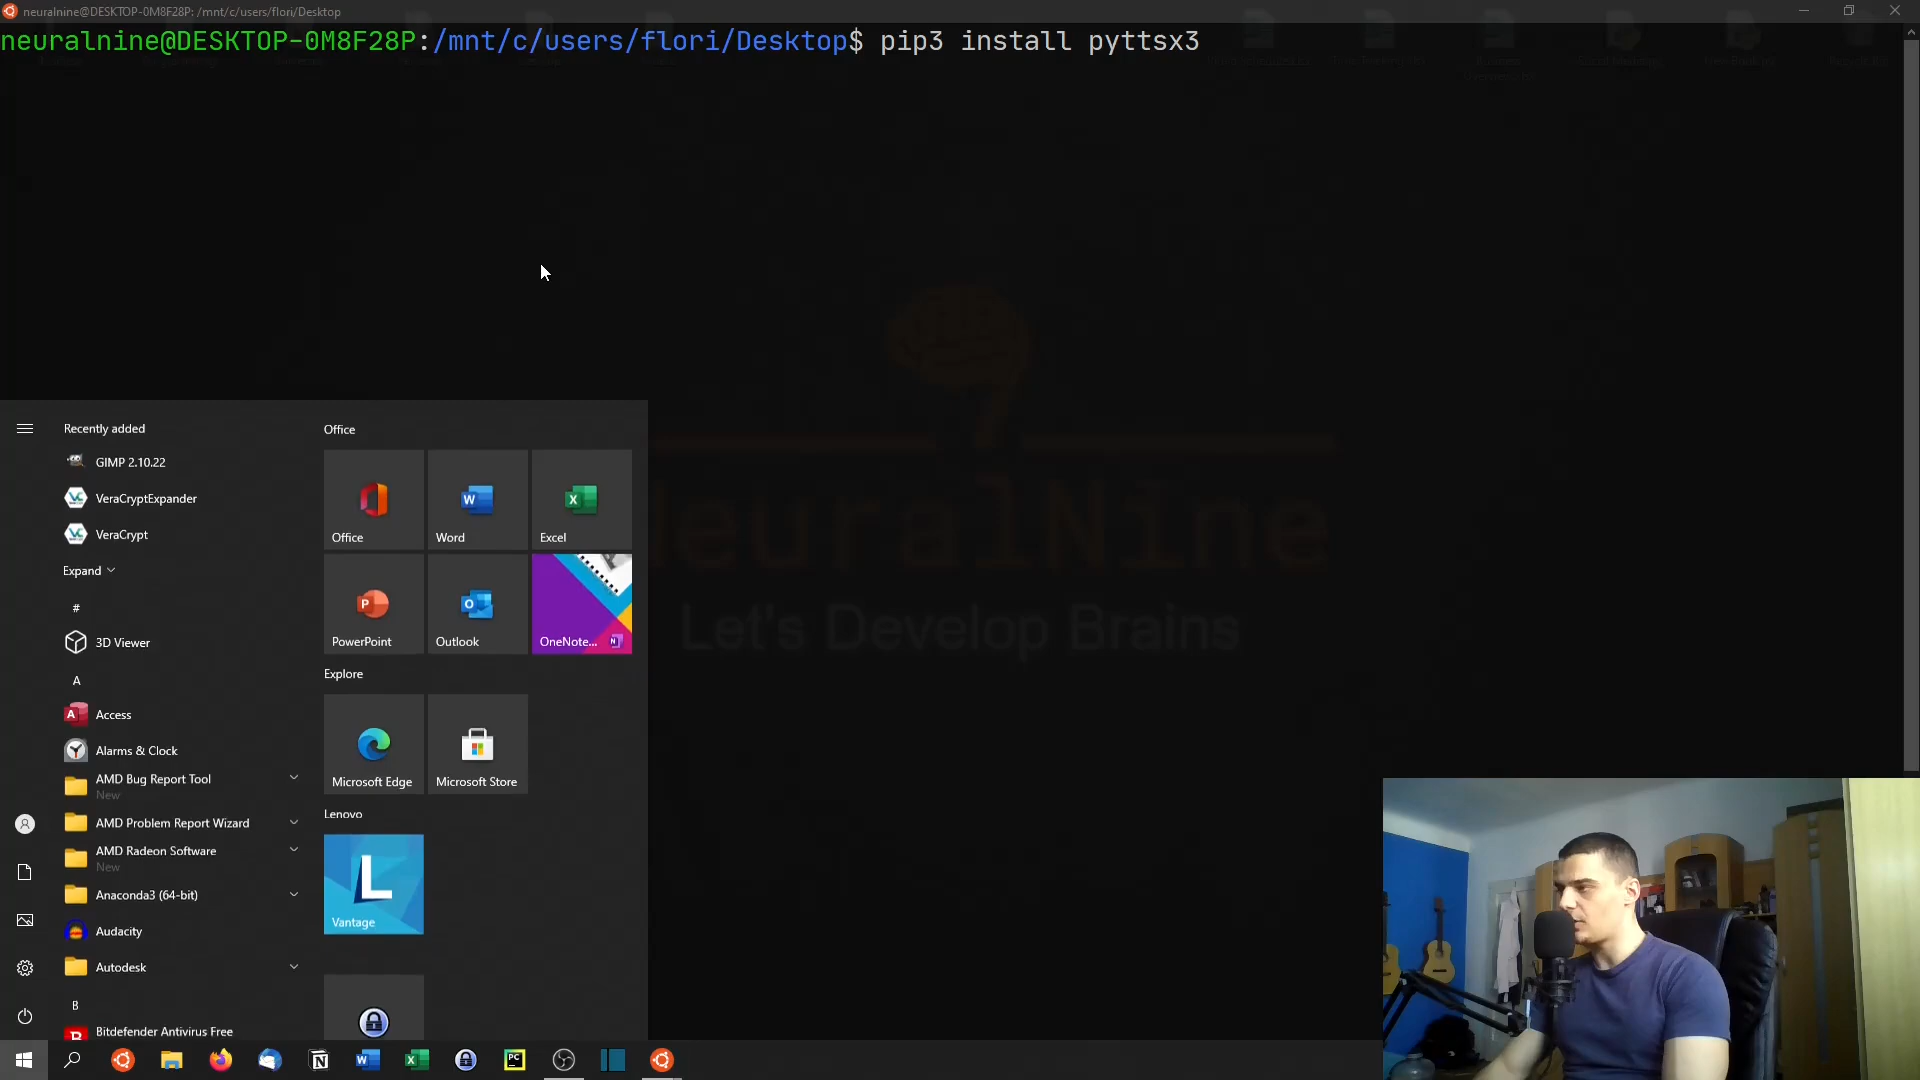 neuralnine@DESKTOP-0M8F28P: /mnt/c/users/flori/Desktop
neuralnine@DESKTOP-0M8F28P:/mnt/c/users/flori/Desktop$ pip3 install pyttsx3
NeuralNine
Let's Develop Brains
Recently added
GIMP 2.10.22
VeraCryptExpander
VeraCrypt
Expand
#
3D Viewer
A
Access
Alarms & Clock
AMD Bug Report Tool
New
AMD Problem Report Wizard
AMD Radeon Software
New
Anaconda3 (64-bit)
Audacity
Autodesk
B
Bitdefender Antivirus Free
Office
Office
Word
Excel
PowerPoint
Outlook
OneNote...
Explore
Microsoft Edge
Microsoft Store
Lenovo
L
Vantage